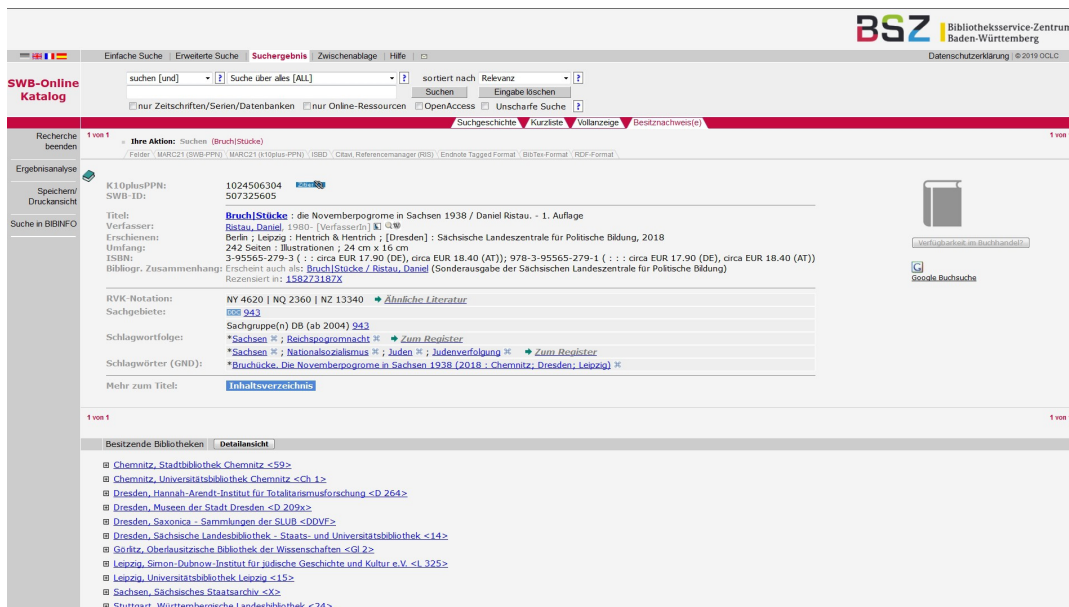 BSZ Bibliotheksservice-Zentrum
Baden-Württemberg
Einfache Suche | Erweiterte Suche | Suchergebnis | Zwischenablage | Hilfe
Datenschutzerklärung | © 2019 OCLC
SWB-Online
Katalog
suchen [und] ? Suche über alles [ALL] ? sortiert nach Relevanz ?
Suchen Eingabe löschen
nur Zeitschriften/Serien/Datenbanken nur Online-Ressourcen OpenAccess Unscharfe Suche ?
Suchgeschichte Kurzliste Vollanzeige Besitznachweis(e)
Recherche
beenden
Ergebnisanalyse
Speichern/
Druckansicht
Suche in BIBINFO
1 von 1 1 von
Ihre Aktion: Suchen (Bruch|Stücke)
Felder \ MARC21 (SWB-PPN) \ MARC21 (k10plus-PPN) \ ISBD \ Citavi, Referencemanager (RIS) \ Endnote Tagged Format \ BibTex-Format \ RDF-Format
K10plusPPN: 1024506304
SWB-ID: 507325605
Titel: Bruch|Stücke : die Novemberpogrome in Sachsen 1938 / Daniel Ristau. - 1. Auflage
Verfasser: Ristau, Daniel, 1980- [VerfasserIn]
Erschienen: Berlin ; Leipzig : Hentrich & Hentrich ; [Dresden] : Sächsische Landeszentrale für Politische Bildung, 2018
Umfang: 242 Seiten : Illustrationen ; 24 cm x 16 cm
ISBN: 3-95565-279-3 ( : : circa EUR 17.90 (DE), circa EUR 18.40 (AT)); 978-3-95565-279-1 ( : : : circa EUR 17.90 (DE), circa EUR 18.40 (AT))
Bibliogr. Zusammenhang: Erscheint auch als: Bruch|Stücke / Ristau, Daniel (Sonderausgabe der Sächsischen Landeszentrale für Politische Bildung)
Rezensiert in: 158273187X
Verfügbarkeit im Buchhandel?
Google Buchsuche
RVK-Notation: NY 4620 | NQ 2360 | NZ 13340 Ähnliche Literatur
Sachgebiete: DDC 943
Sachgruppe(n) DB (ab 2004) 943
Schlagwortfolge: *Sachsen ; Reichspogromnacht Zum Register
*Sachsen ; Nationalsozialismus ; Juden ; Judenverfolgung Zum Register
Schlagwörter (GND): *Bruchücke. Die Novemberpogrome in Sachsen 1938 (2018 : Chemnitz; Dresden; Leipzig)
Mehr zum Titel: Inhaltsverzeichnis
1 von 1 1 von
Besitzende Bibliotheken Detailansicht
Chemnitz, Stadtbibliothek Chemnitz <59>
Chemnitz, Universitätsbibliothek Chemnitz <Ch 1>
Dresden, Hannah-Arendt-Institut für Totalitarismusforschung <D 264>
Dresden, Museen der Stadt Dresden <D 209x>
Dresden, Saxonica - Sammlungen der SLUB <DDVF>
Dresden, Sächsische Landesbibliothek - Staats- und Universitätsbibliothek <14>
Görlitz, Oberlausitzische Bibliothek der Wissenschaften <Gl 2>
Leipzig, Simon-Dubnow-Institut für jüdische Geschichte und Kultur e.V. <L 325>
Leipzig, Universitätsbibliothek Leipzig <15>
Sachsen, Sächsisches Staatsarchiv <X>
Stuttgart, Württembergische Landesbibliothek <24>